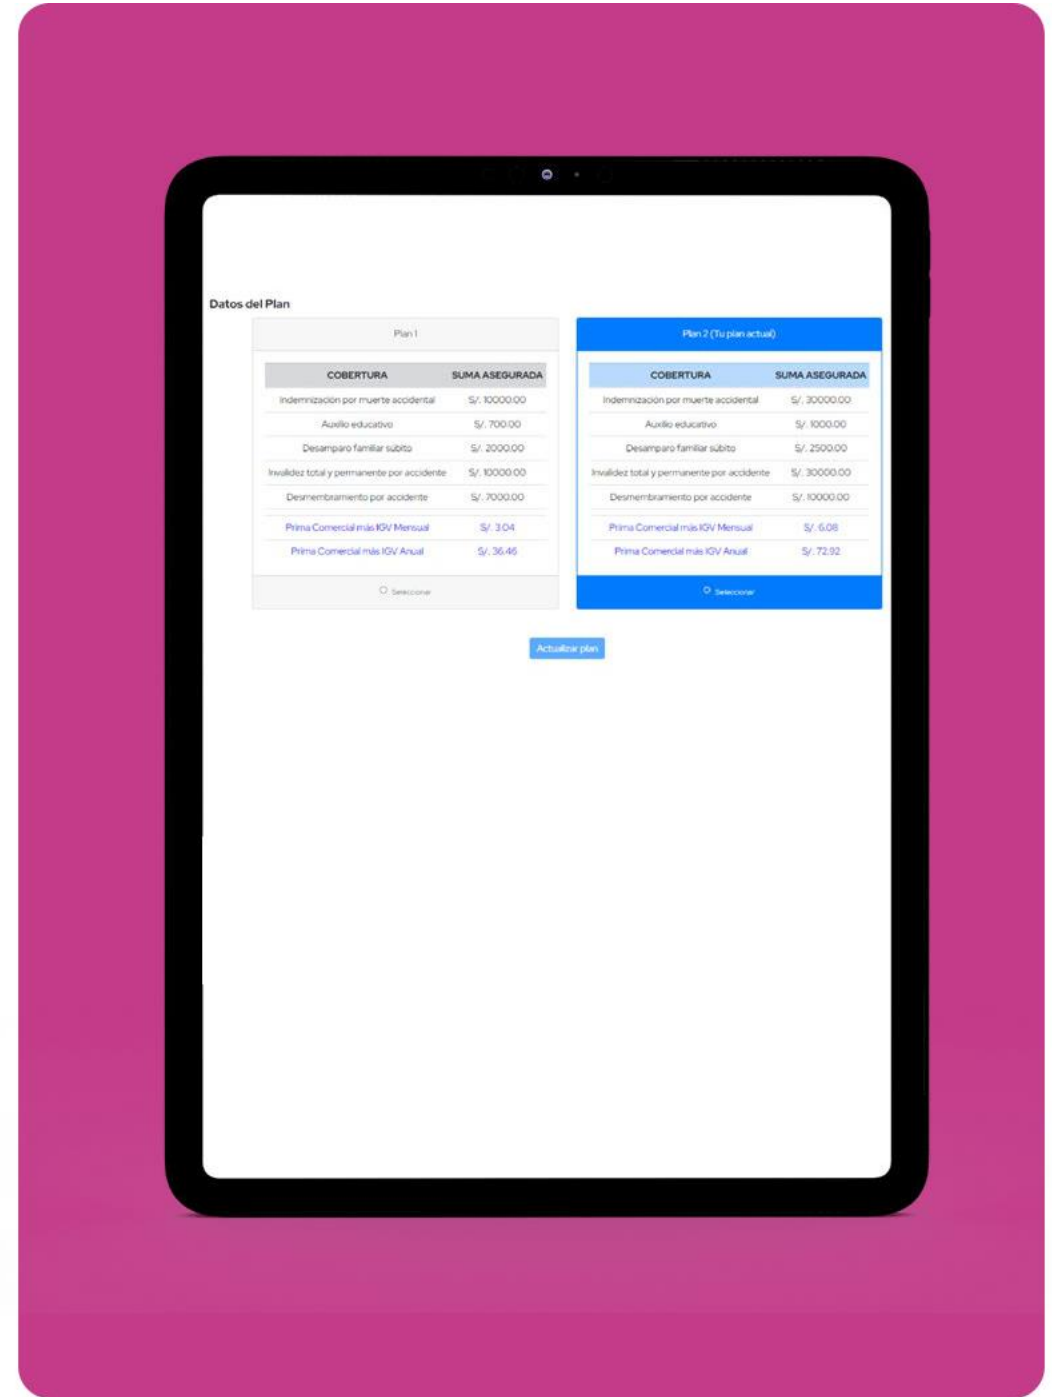 Datos del Plan
Plan 1
COBERTURA SUMA ASEGURADA
Indemnización por muerte accidental S/. 10000.00
Auxilio educativo S/. 700.00
Desamparo familiar súbito S/. 2000.00
Invalidez total y permanente por accidente S/. 10000.00
Desmembramiento por accidente S/. 7000.00
Prima Comercial más IGV Mensual S/. 3.04
Prima Comercial más IGV Anual S/. 36.46
Seleccionar
Plan 2 (Tu plan actual)
COBERTURA SUMA ASEGURADA
Indemnización por muerte accidental S/. 30000.00
Auxilio educativo S/. 1000.00
Desamparo familiar súbito S/. 2500.00
Invalidez total y permanente por accidente S/. 30000.00
Desmembramiento por accidente S/. 10000.00
Prima Comercial más IGV Mensual S/. 6.08
Prima Comercial más IGV Anual S/. 72.92
Seleccionar
Actualizar plan